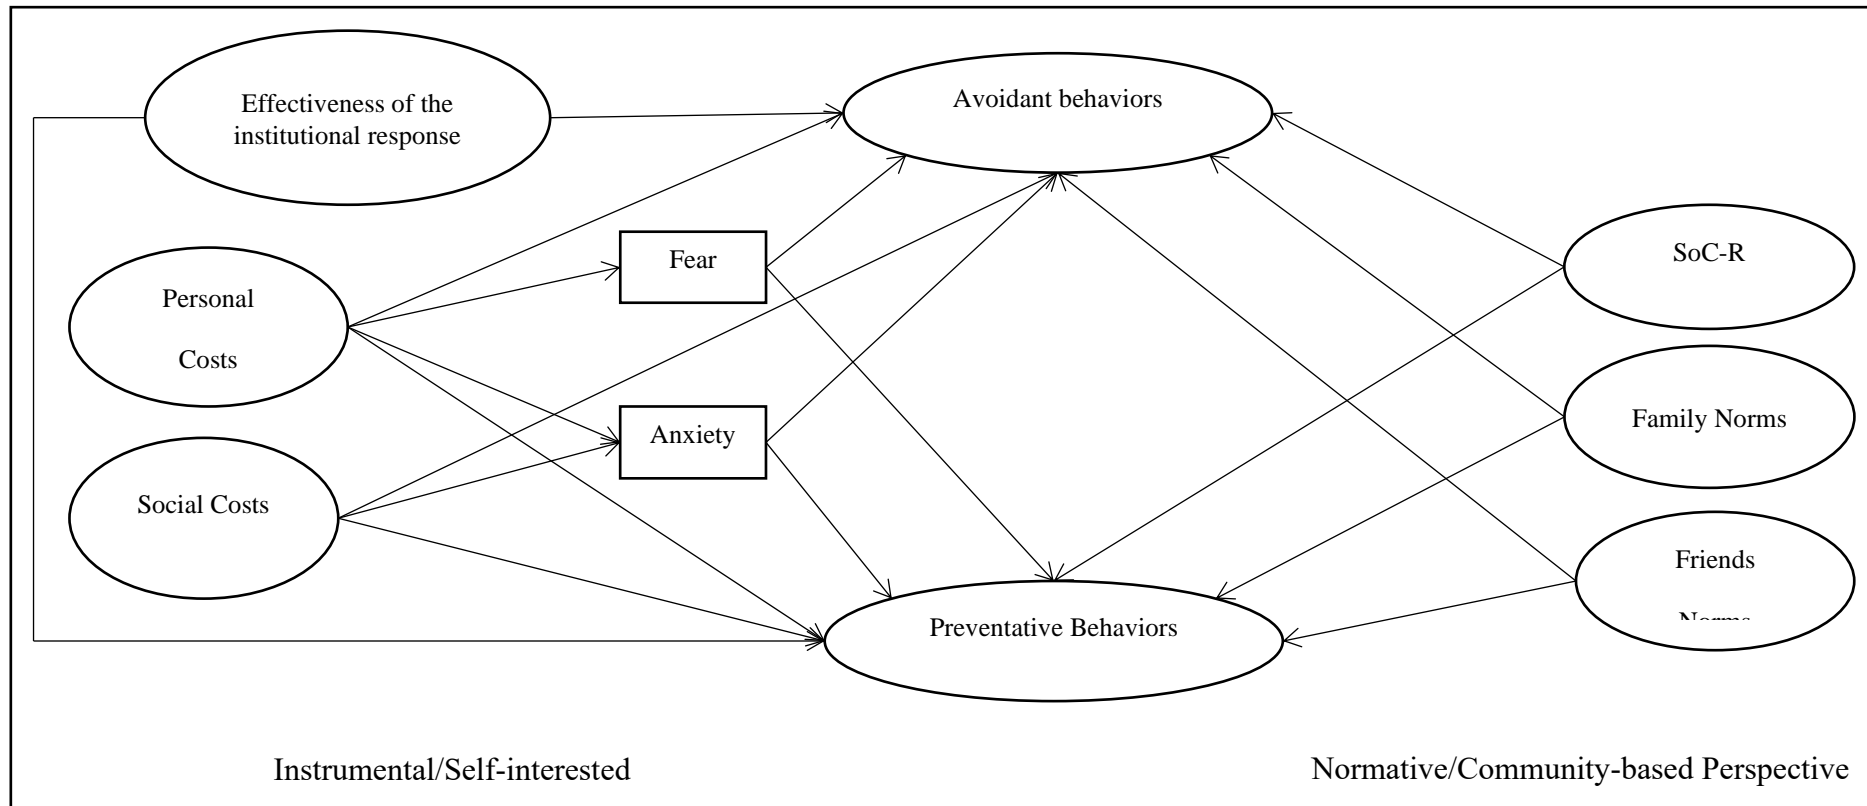 Effectiveness of the
institutional response
Avoidant behaviors
Fear
SoC-R
Personal
Costs
Anxiety
Family Norms
Social Costs
Friends
Norms
Preventative Behaviors
Instrumental/Self-interested
Normative/Community-based Perspective